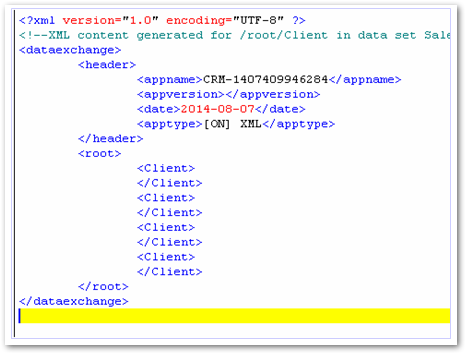 <?xml version="1.0" encoding="UTF-8" ?>
<!--XML content generated for /root/Client in data set Sale
<dataexchange>
<header>
<appname>CRM-1407409946284</appname>
<appversion></appversion>
<date>2014-08-07</date>
<apptype>[ON] XML</apptype>
</header>
<root>
<Client>
</Client>
<Client>
</Client>
<Client>
</Client>
<Client>
</Client>
</root>
</dataexchange>